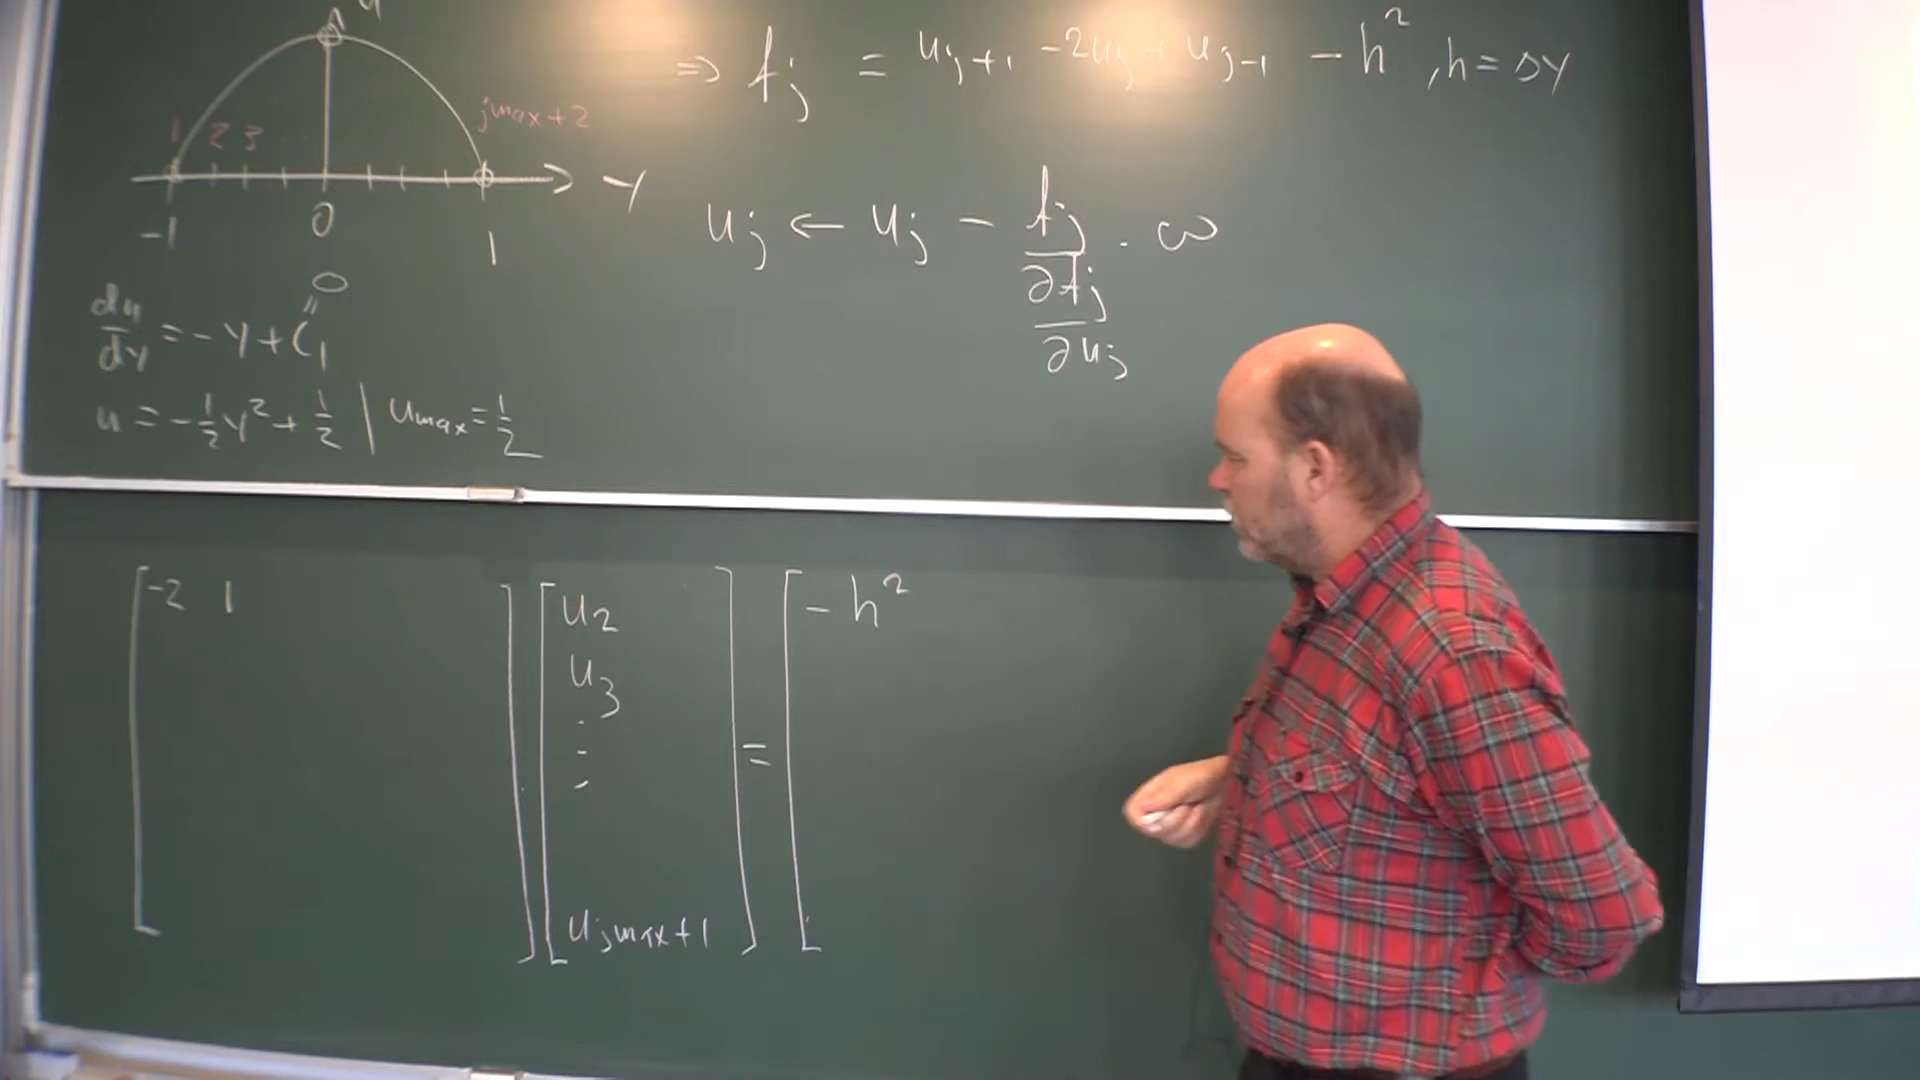 u
1 2 3
jmax+2
y
-1 0 1
du/dy = -y + C₁
= 0
u = -1/2 y² + 1/2 | umax = 1/2
⇒ fj = uj+1 -2uj + uj-1 - h², h = Δy
uj ← uj - fj/(∂fj/∂uj) · ω
[-2 1 ] [u2 ] = [-h²
u3
⋮
ujmax+1